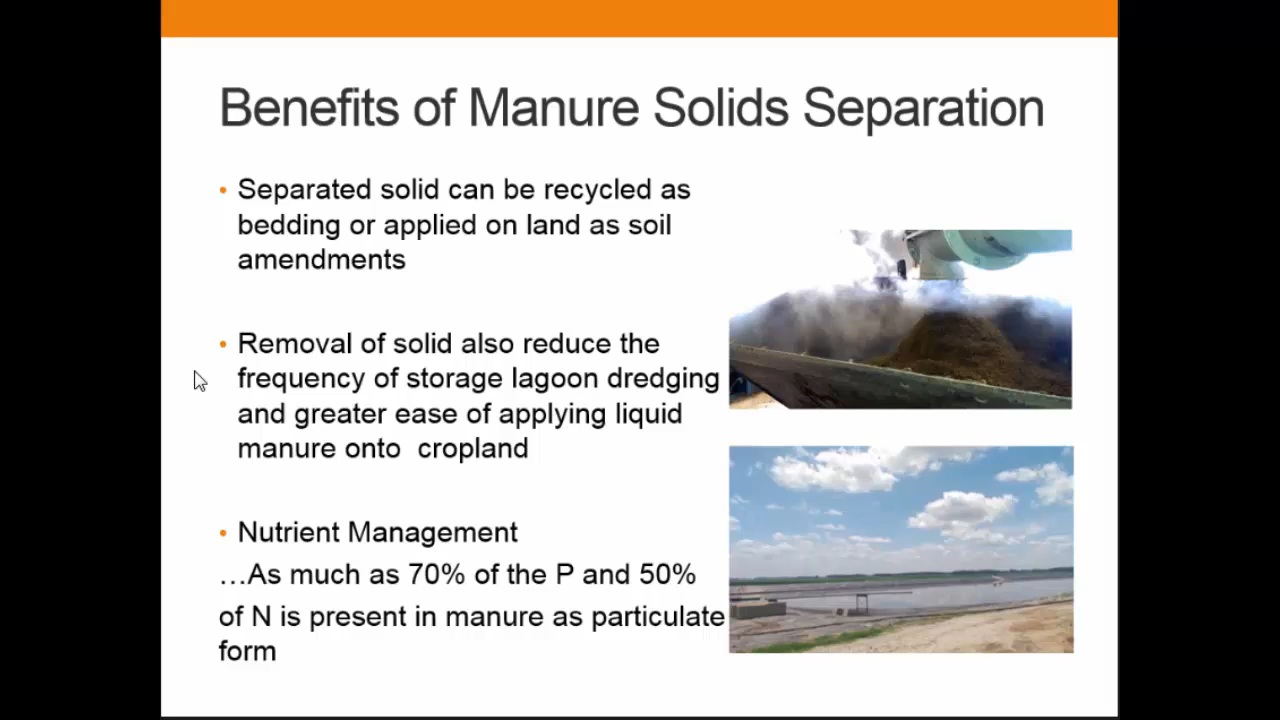 Benefits of Manure Solids Separation
• Separated solid can be recycled as
bedding or applied on land as soil
amendments
• Removal of solid also reduce the
frequency of storage lagoon dredging
and greater ease of applying liquid
manure onto  cropland
• Nutrient Management
…As much as 70% of the P and 50%
of N is present in manure as particulate
form